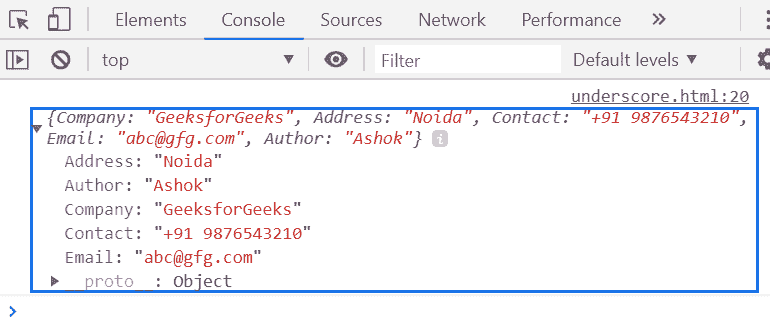 Elements Console Sources Network Performance »
top Filter Default levels
underscore.html:20
{Company: "GeeksforGeeks", Address: "Noida", Contact: "+91 9876543210",
Email: "abc@gfg.com", Author: "Ashok"} i
Address: "Noida"
Author: "Ashok"
Company: "GeeksforGeeks"
Contact: "+91 9876543210"
Email: "abc@gfg.com"
__proto__: Object